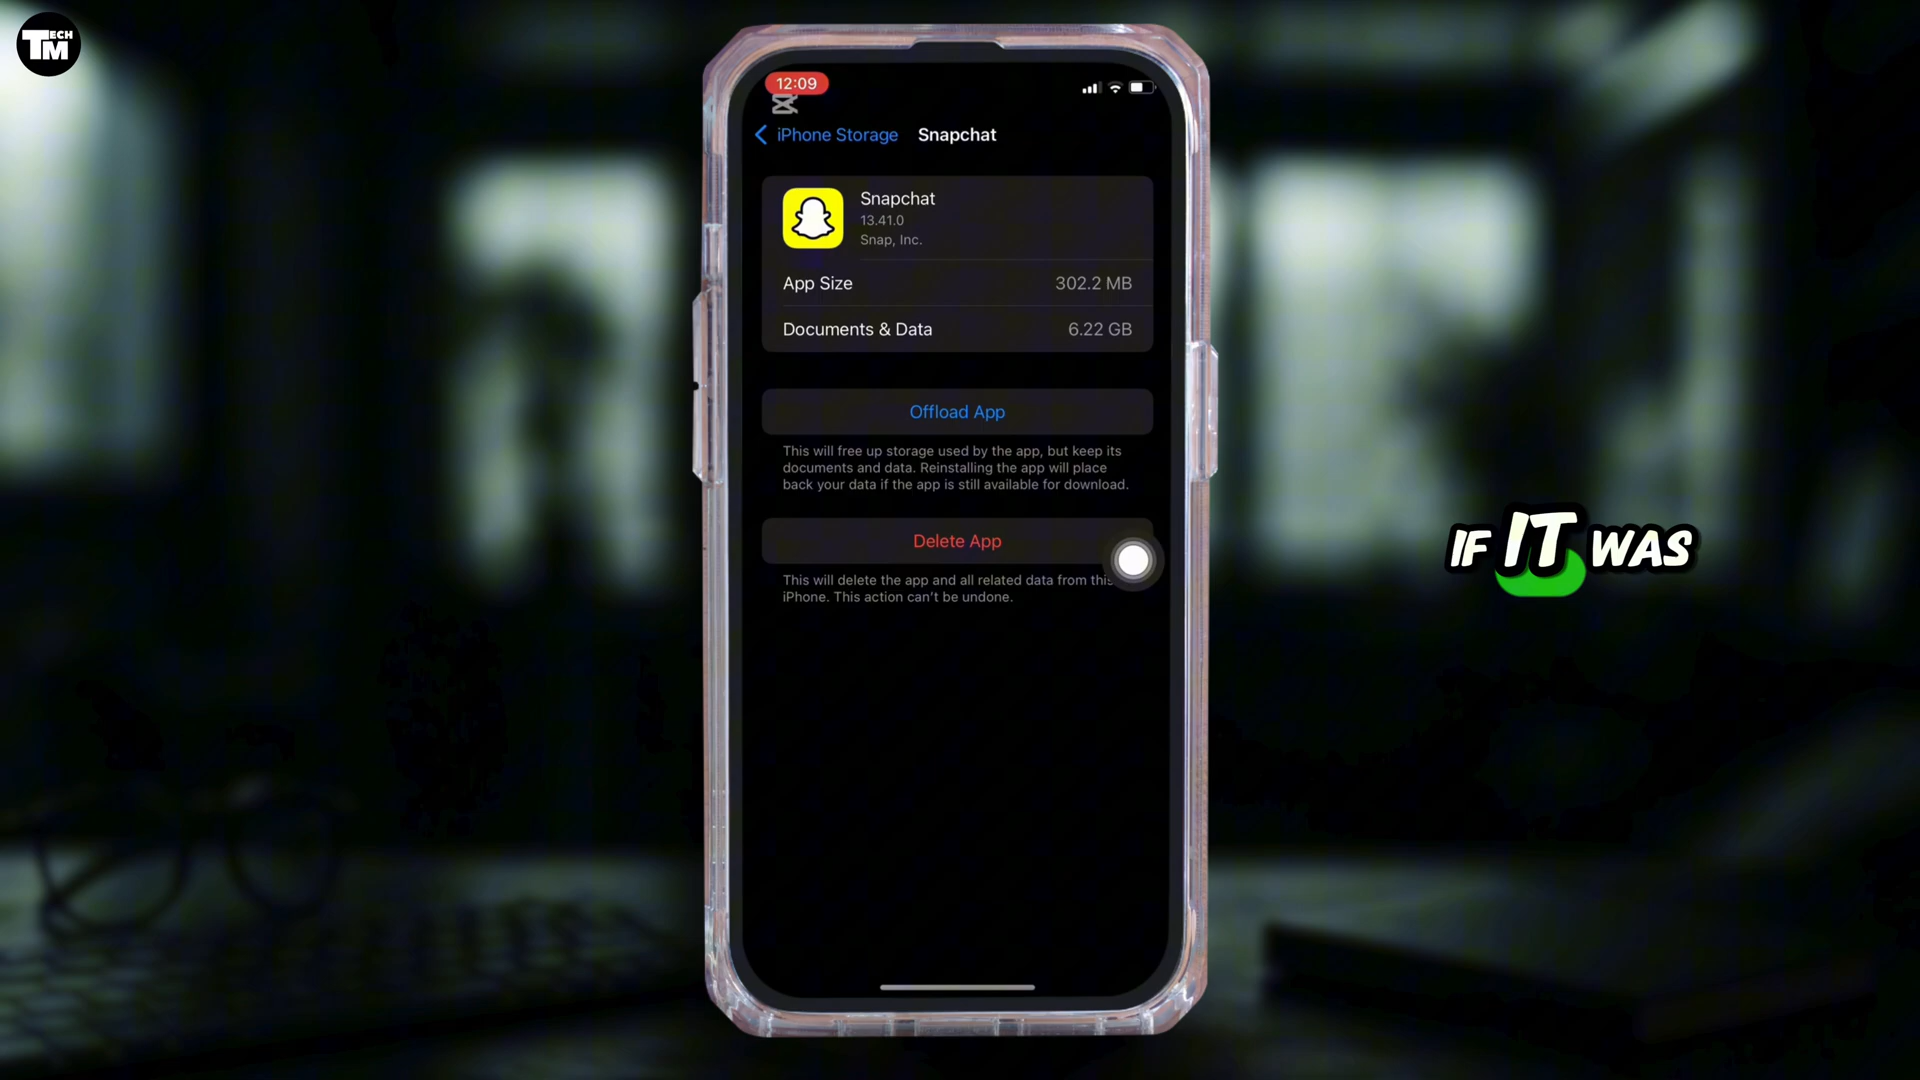 TECH
TM
12:09
iPhone Storage Snapchat
Snapchat
13.41.0
Snap, Inc.
App Size 302.2 MB
Documents & Data 6.22 GB
Offload App
This will free up storage used by the app, but keep its
documents and data. Reinstalling the app will place
back your data if the app is still available for download.
Delete App
This will delete the app and all related data from this
iPhone. This action can't be undone.
IF IT WAS